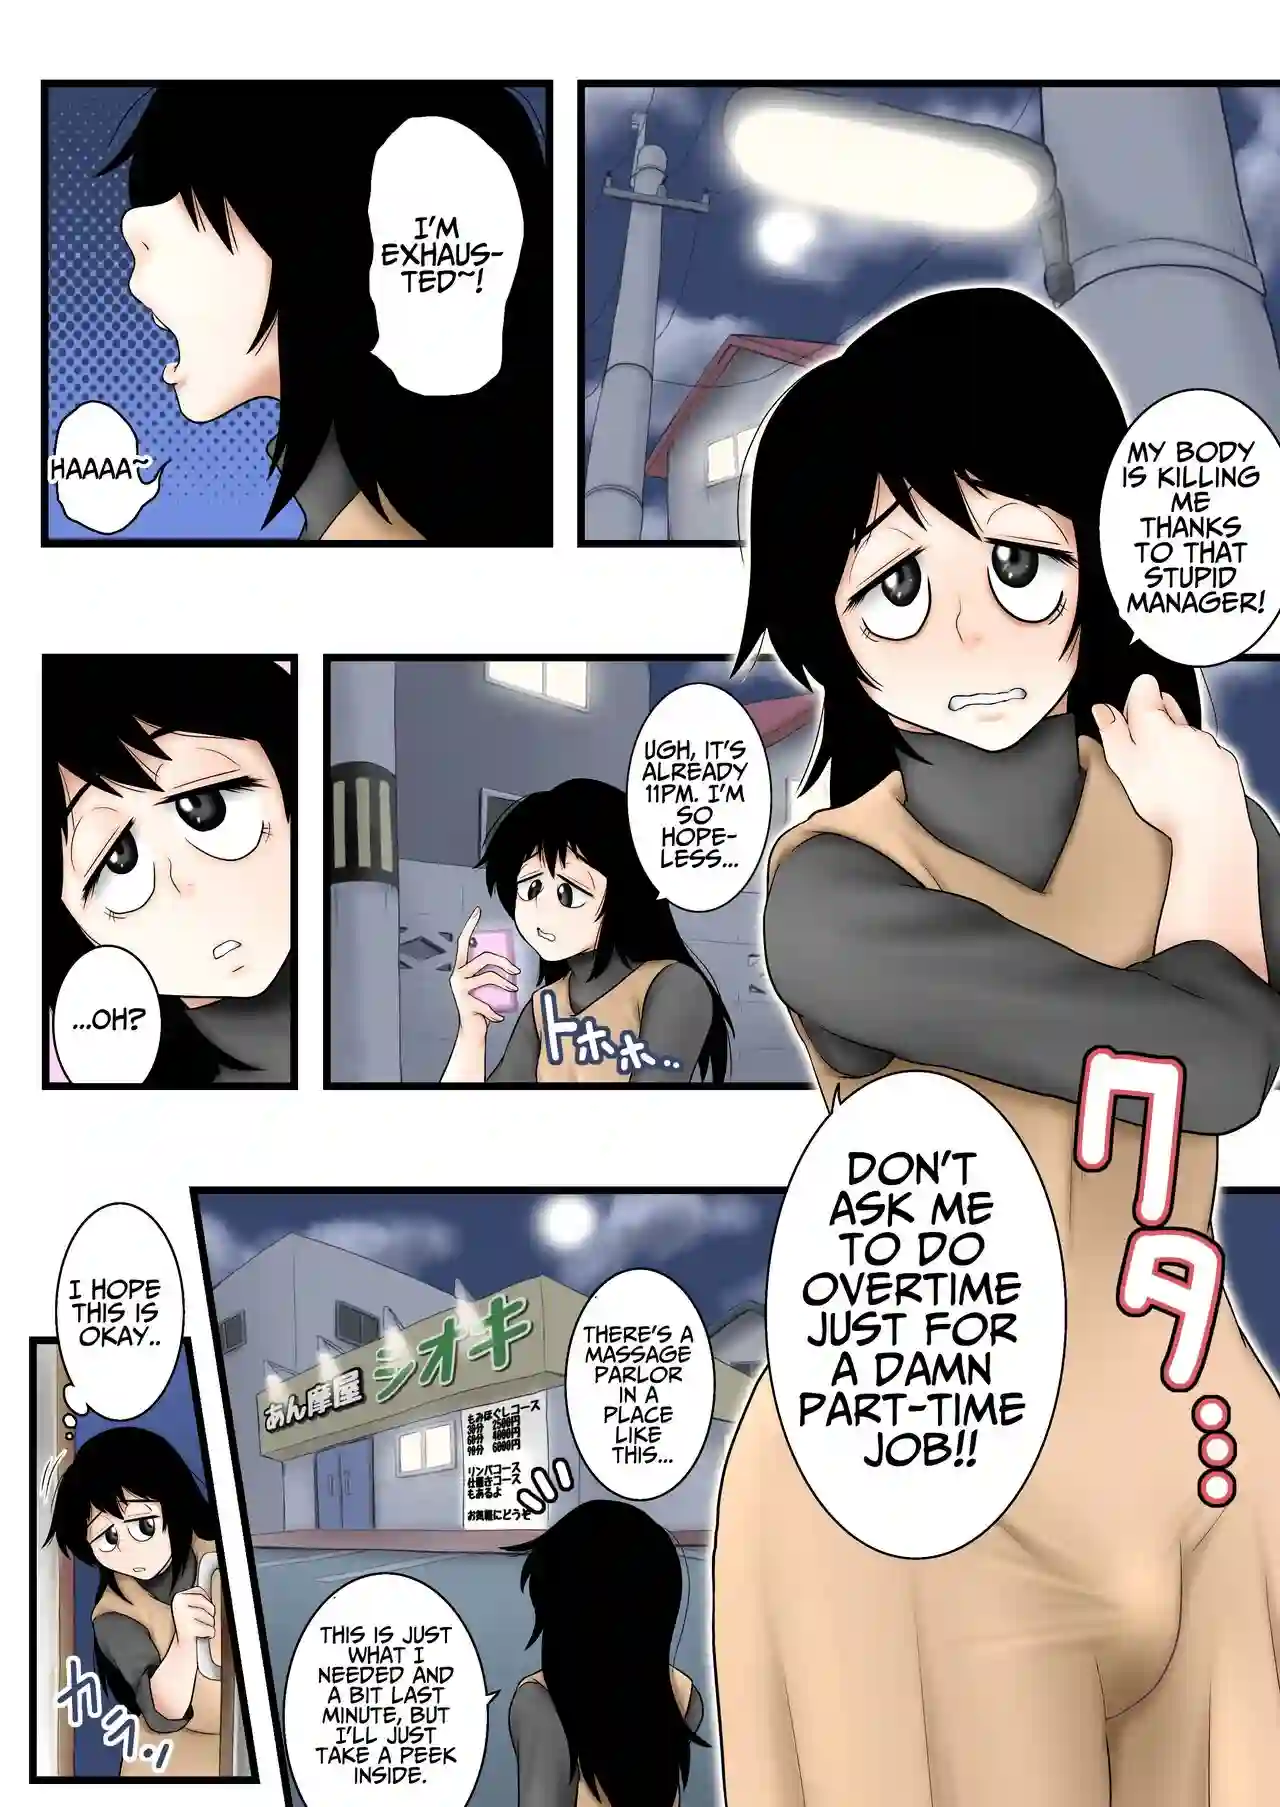 I'M
EXHAUS-
TED~!
HAAAA~
MY BODY
IS KILLING
ME
THANKS
TO THAT
STUPID
MANAGER!
DON'T
ASK ME
TO DO
OVERTIME
JUST FOR
A DAMN
PART-TIME
JOB!!
クタ...
UGH, IT'S
ALREADY
11PM. I'M
SO
HOPE-
LESS...
トホホ..
...OH?
THERE'S A
MASSAGE
PARLOR
IN A
PLACE
LIKE
THIS...
あん摩屋 シオキ
もみほぐしコース
30分 2500円
60分 4000円
90分 6000円
リンパコース
仕置きコース
もあるよ
お気軽にどうぞ
THIS IS JUST
WHAT I
NEEDED AND
A BIT LAST
MINUTE, BUT
I'LL JUST
TAKE A PEEK
INSIDE.
I HOPE
THIS IS
OKAY..
カラ..